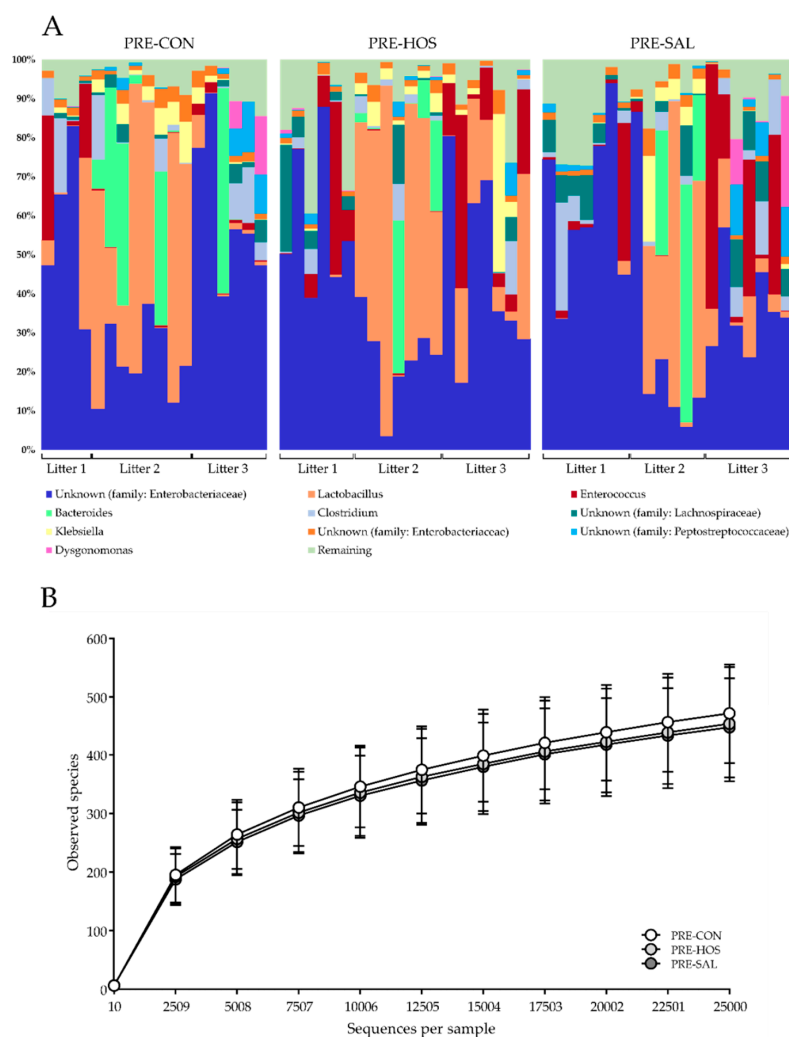 A
PRE-CON PRE-HOS PRE-SAL
100%
90%
80%
70%
60%
50%
40%
30%
20%
10%
0%
Litter 1 Litter 2 Litter 3 Litter 1 Litter 2 Litter 3 Litter 1 Litter 2 Litter 3
Unknown (family: Enterobacteriaceae) Lactobacillus Enterococcus
Bacteroides Clostridium Unknown (family: Lachnospiraceae)
Klebsiella Unknown (family: Enterobacteriaceae) Unknown (family: Peptostreptococcaceae)
Dysgonomonas Remaining
B
600
500
400
300
200
100
0
Observed species
PRE-CON
PRE-HOS
PRE-SAL
10 2509 5008 7507 10006 12505 15004 17503 20002 22501 25000
Sequences per sample